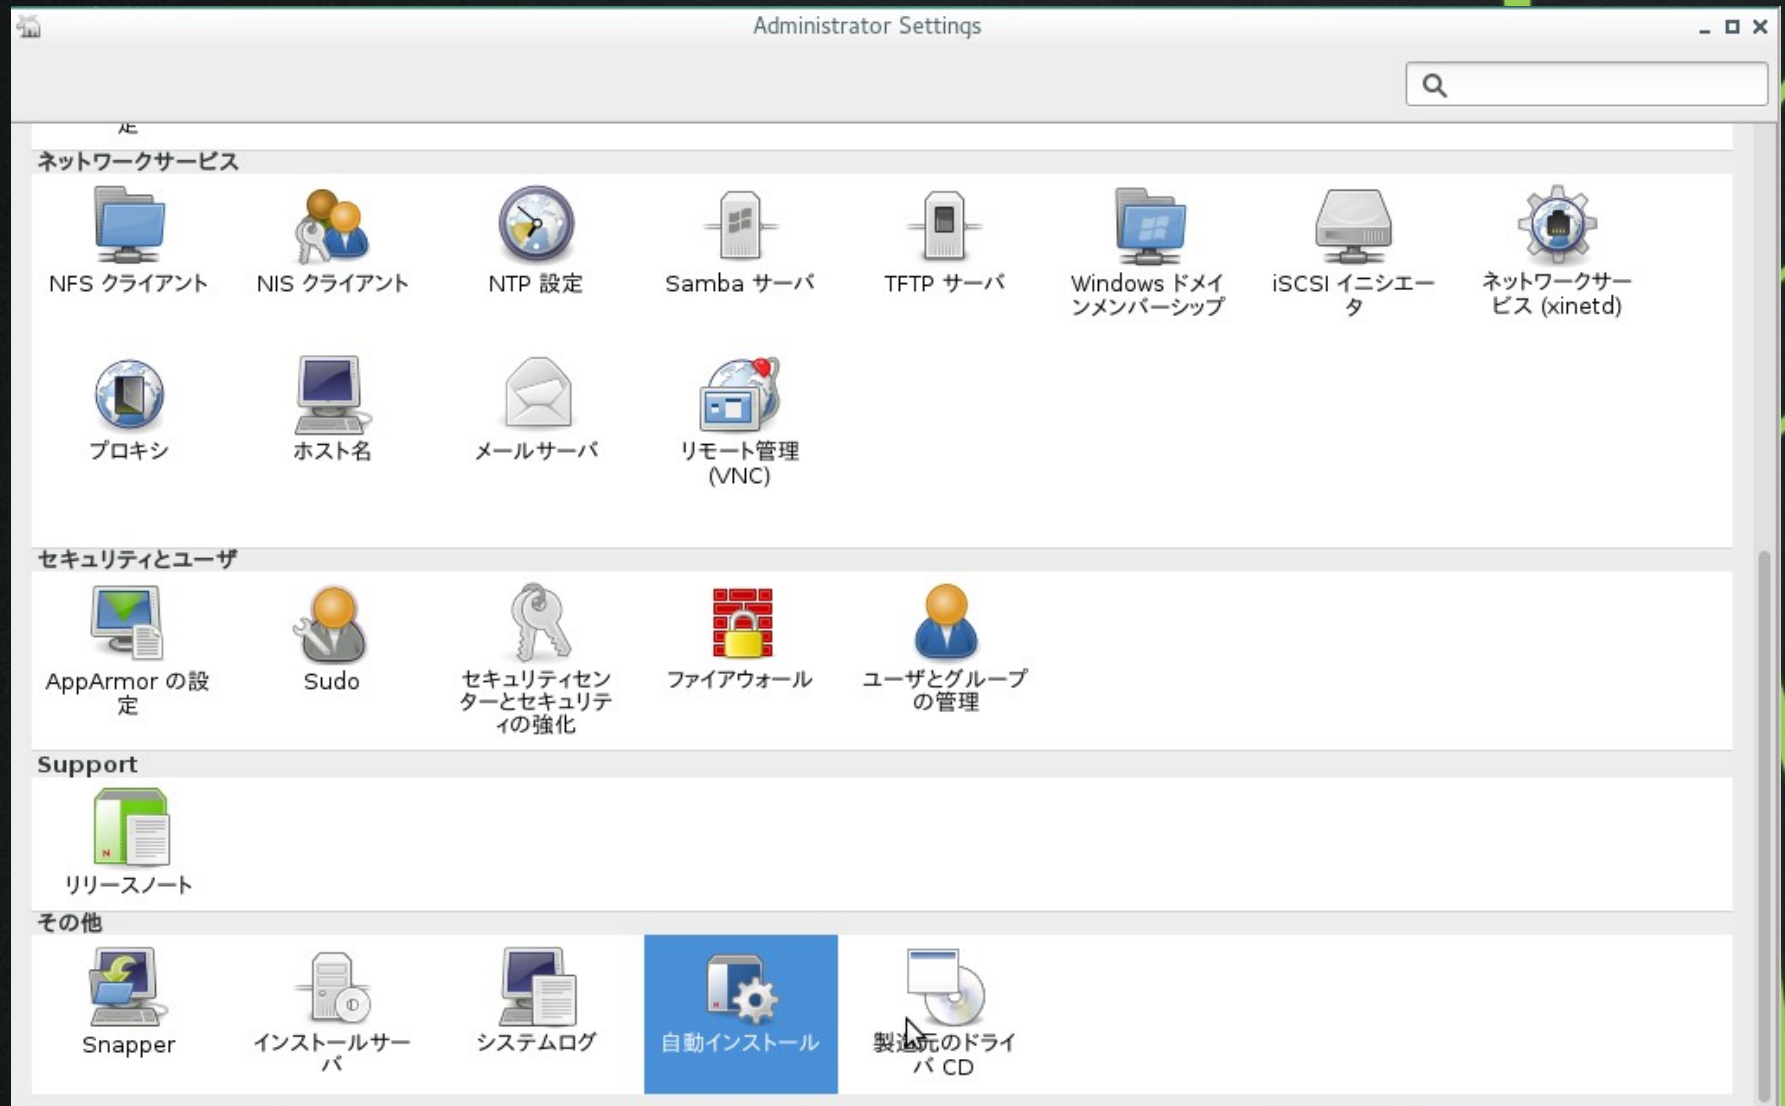 Administrator Settings
定
ネットワークサービス
NFS クライアント
NIS クライアント
NTP 設定
Samba サーバ
TFTP サーバ
Windows ドメイ
ンメンバーシップ
iSCSI イニシエー
タ
ネットワークサー
ビス (xinetd)
プロキシ
ホスト名
メールサーバ
リモート管理
(VNC)
セキュリティとユーザ
AppArmor の設
定
Sudo
セキュリティセン
ターとセキュリテ
ィの強化
ファイアウォール
ユーザとグループ
の管理
Support
リリースノート
その他
Snapper
インストールサー
バ
システムログ
自動インストール
製造元のドライ
バ CD